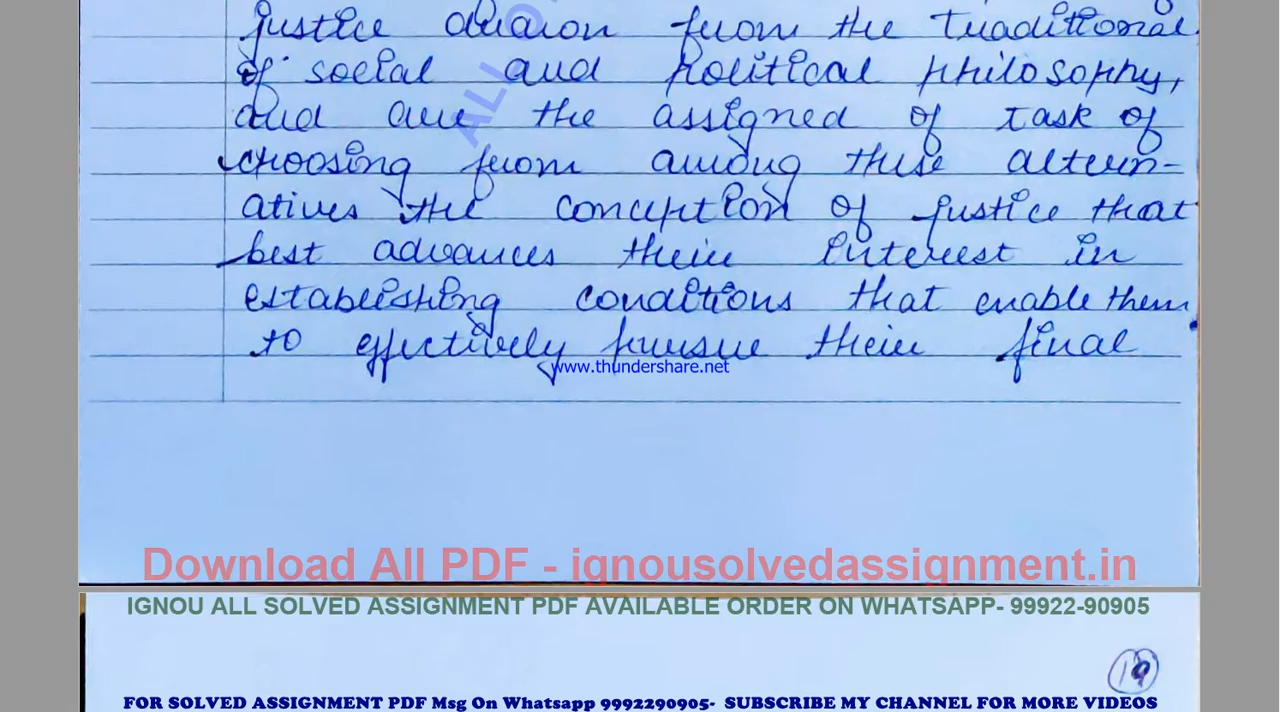 justice drawn from the traditional
of social and political philosophy,
and are the assigned of task of
choosing from among these altern-
atives the conception of justice that
best advances their interest in
establishing conditions that enable them
to effectively pursue their final
www.thundershare.net
Download All PDF - ignousolvedassignment.in
IGNOU ALL SOLVED ASSIGNMENT PDF AVAILABLE ORDER ON WHATSAPP- 99922-90905
19
FOR SOLVED ASSIGNMENT PDF Msg On Whatsapp 9992290905- SUBSCRIBE MY CHANNEL FOR MORE VIDEOS